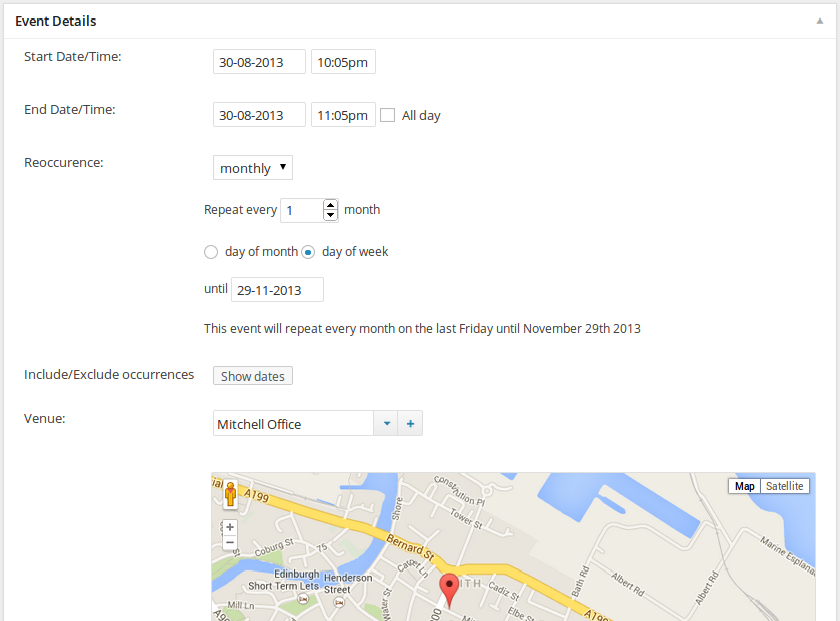 Event Details
Start Date/Time:
30-08-2013 10:05pm
End Date/Time:
30-08-2013 11:05pm All day
Reoccurence:
monthly
Repeat every 1 month
day of month day of week
until 29-11-2013
This event will repeat every month on the last Friday until November 29th 2013
Include/Exclude occurrences Show dates
Venue:
Mitchell Office
+
Map Satellite
A199
Constitution Pl
Shore
Tower St
Bernard St
Coburg St
75
Marine Esplanad
Edinburgh
Short Term Lets
Henderson
Street
Cadiz St
Bath Rd
Albert Rd
Albert Rd
Mill Ln
Elbe St
A199
+
−